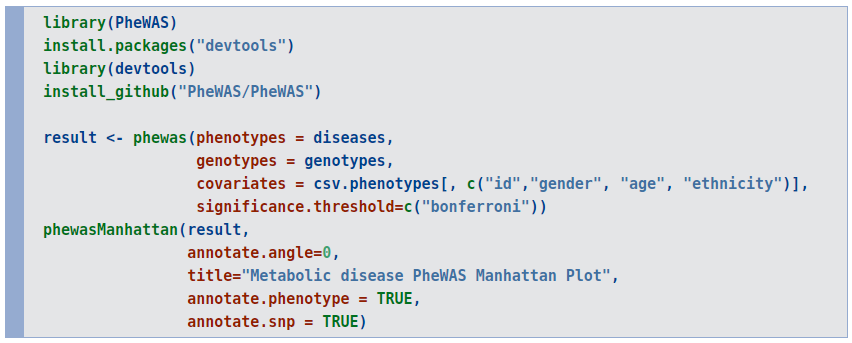 library(PheWAS)
install.packages("devtools")
library(devtools)
install_github("PheWAS/PheWAS")

result <- phewas(phenotypes = diseases,
                 genotypes = genotypes,
                 covariates = csv.phenotypes[, c("id","gender", "age", "ethnicity")],
                 significance.threshold=c("bonferroni"))
phewasManhattan(result,
                annotate.angle=0,
                title="Metabolic disease PheWAS Manhattan Plot",
                annotate.phenotype = TRUE,
                annotate.snp = TRUE)